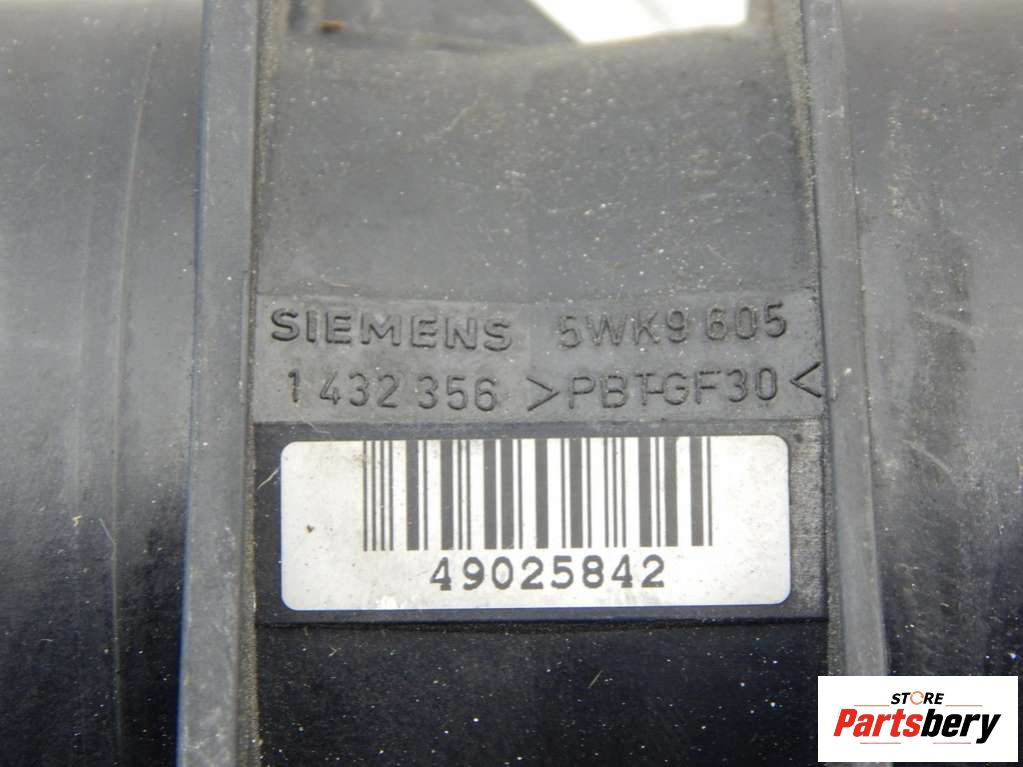 SIEMENS 5WK9 605
1 432 356 >PBT-GF30<
49025842
STORE
Partsbery